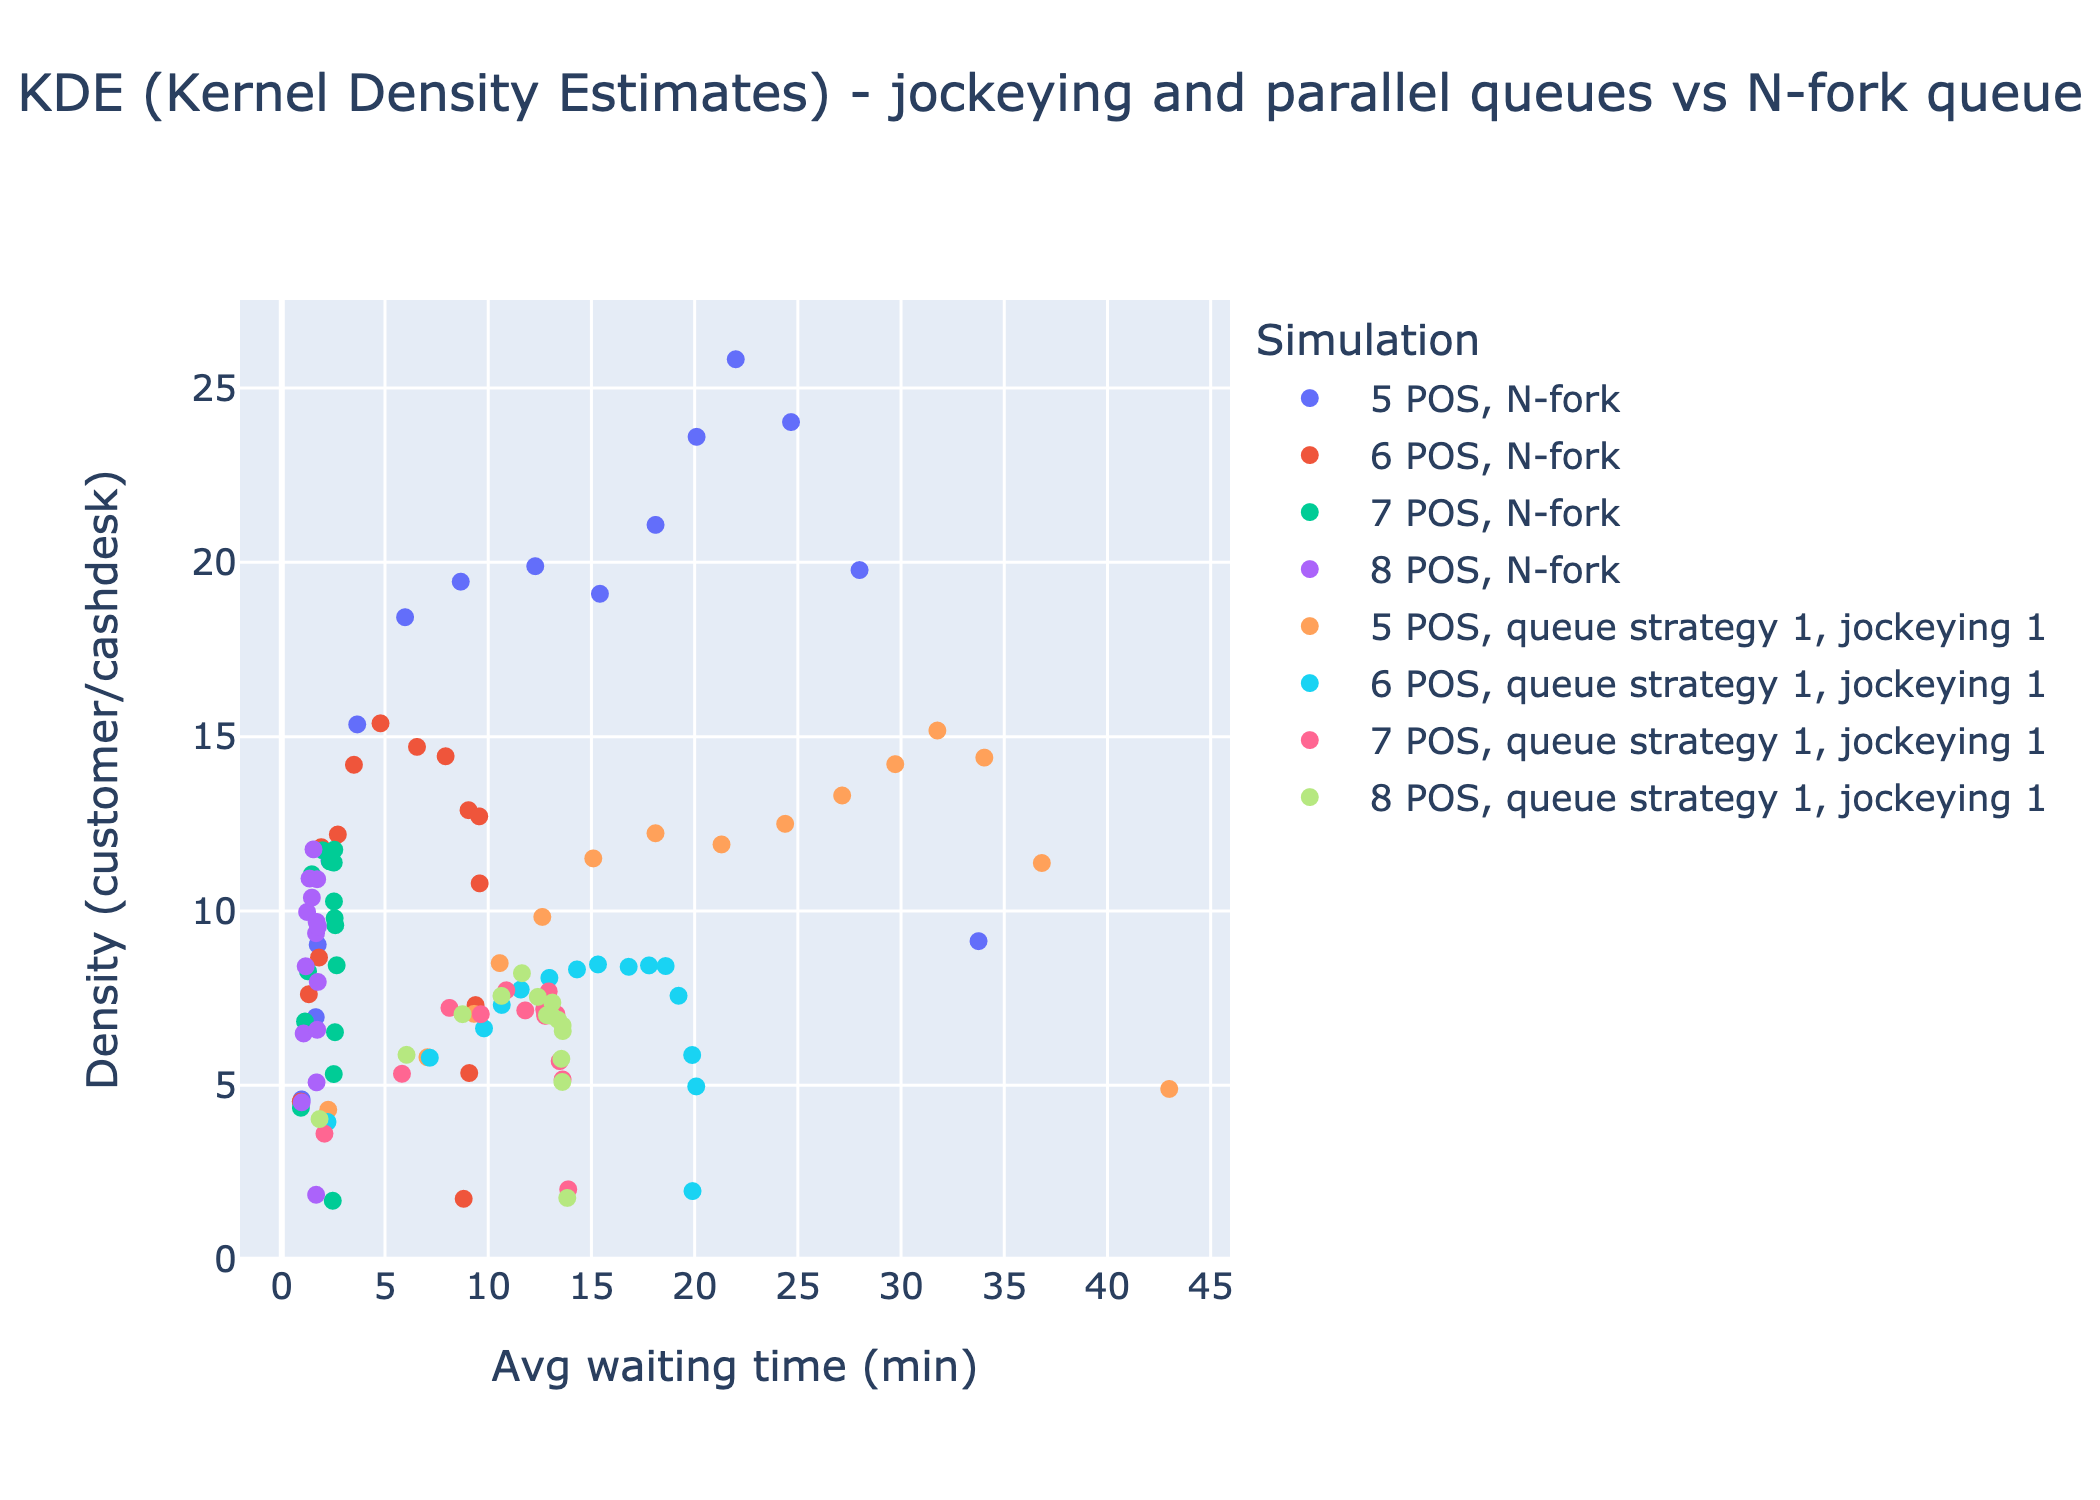 KDE (Kernel Density Estimates) - jockeying and parallel queues vs N-fork queue
Simulation
5 POS, N-fork
6 POS, N-fork
7 POS, N-fork
8 POS, N-fork
5 POS, queue strategy 1, jockeying 1
6 POS, queue strategy 1, jockeying 1
7 POS, queue strategy 1, jockeying 1
8 POS, queue strategy 1, jockeying 1
Density (customer/cashdesk)
25
20
15
10
5
0
0 5 10 15 20 25 30 35 40 45
Avg waiting time (min)